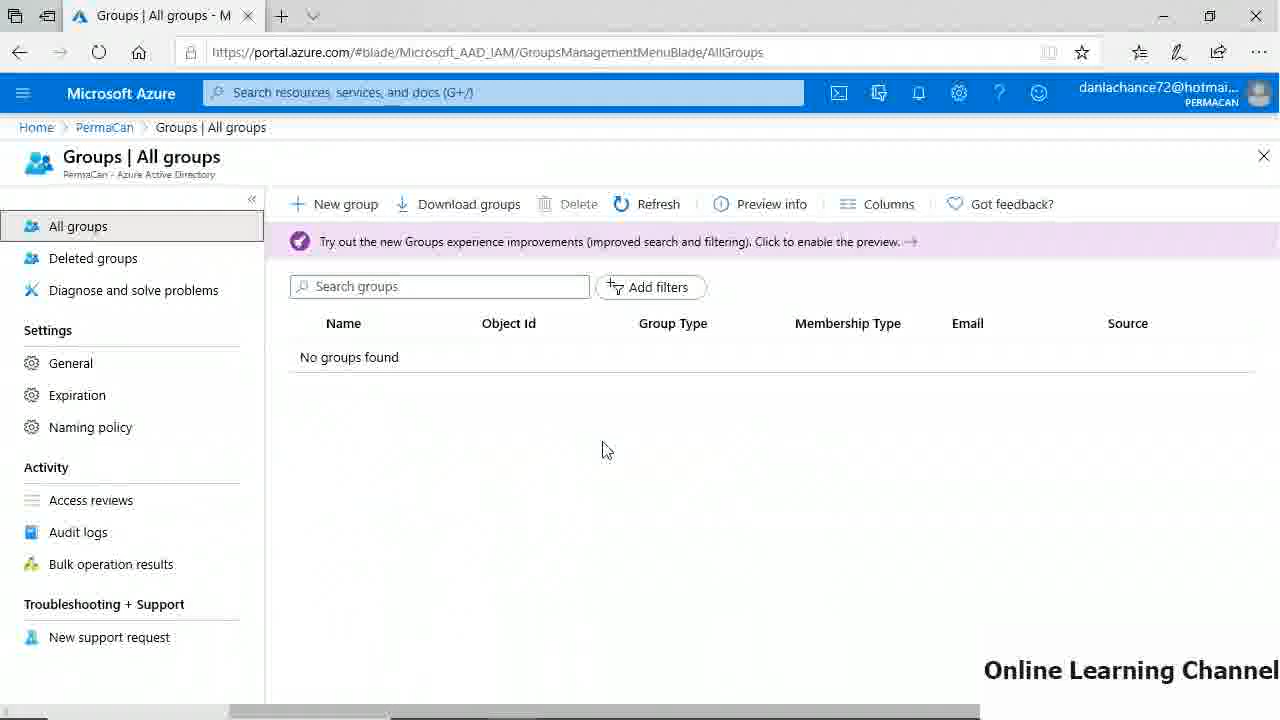 Groups | All groups - M
https://portal.azure.com/#blade/Microsoft_AAD_IAM/GroupsManagementMenuBlade/AllGroups
Microsoft Azure
Search resources, services, and docs (G+/)
danlachance72@hotmai...
PERMACAN
Home > PermaCan > Groups | All groups
Groups | All groups
PermaCan - Azure Active Directory
All groups
Deleted groups
Diagnose and solve problems
Settings
General
Expiration
Naming policy
Activity
Access reviews
Audit logs
Bulk operation results
Troubleshooting + Support
New support request
New group
Download groups
Delete
Refresh
Preview info
Columns
Got feedback?
Try out the new Groups experience improvements (improved search and filtering). Click to enable the preview. →
Search groups
Add filters
Name Object Id Group Type Membership Type Email Source
No groups found
Online Learning Channel